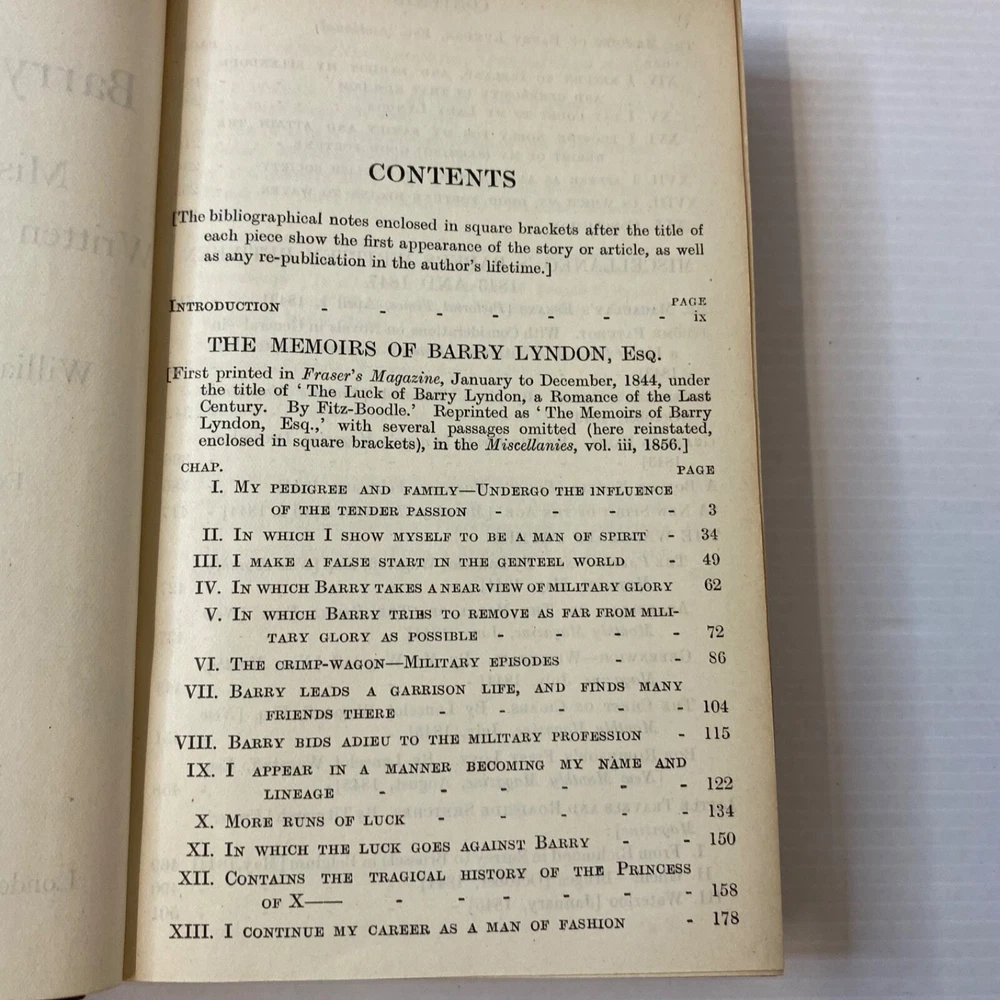 CONTENTS
[The bibliographical notes enclosed in square brackets after the title of
each piece show the first appearance of the story or article, as well
as any re-publication in the author's lifetime.]
PAGE
INTRODUCTION - - - - - - - ix
THE MEMOIRS OF BARRY LYNDON, ESQ.
[First printed in Fraser's Magazine, January to December, 1844, under
the title of ' The Luck of Barry Lyndon, a Romance of the Last
Century. By Fitz-Boodle.' Reprinted as ' The Memoirs of Barry
Lyndon, Esq.,' with several passages omitted (here reinstated,
enclosed in square brackets), in the Miscellanies, vol. iii, 1856.]
CHAP. PAGE
I. MY PEDIGREE AND FAMILY—UNDERGO THE INFLUENCE
OF THE TENDER PASSION - - - - 3
II. IN WHICH I SHOW MYSELF TO BE A MAN OF SPIRIT - 34
III. I MAKE A FALSE START IN THE GENTEEL WORLD - 49
IV. IN WHICH BARRY TAKES A NEAR VIEW OF MILITARY GLORY 62
V. IN WHICH BARRY TRIES TO REMOVE AS FAR FROM MILI-
TARY GLORY AS POSSIBLE - - - - 72
VI. THE CRIMP-WAGON—MILITARY EPISODES - - 86
VII. BARRY LEADS A GARRISON LIFE, AND FINDS MANY
FRIENDS THERE - - - - - 104
VIII. BARRY BIDS ADIEU TO THE MILITARY PROFESSION - 115
IX. I APPEAR IN A MANNER BECOMING MY NAME AND
LINEAGE - - - - - - 122
X. MORE RUNS OF LUCK - - - - - 134
XI. IN WHICH THE LUCK GOES AGAINST BARRY - - 150
XII. CONTAINS THE TRAGICAL HISTORY OF THE PRINCESS
OF X—— - - - - - - 158
XIII. I CONTINUE MY CAREER AS A MAN OF FASHION - 178